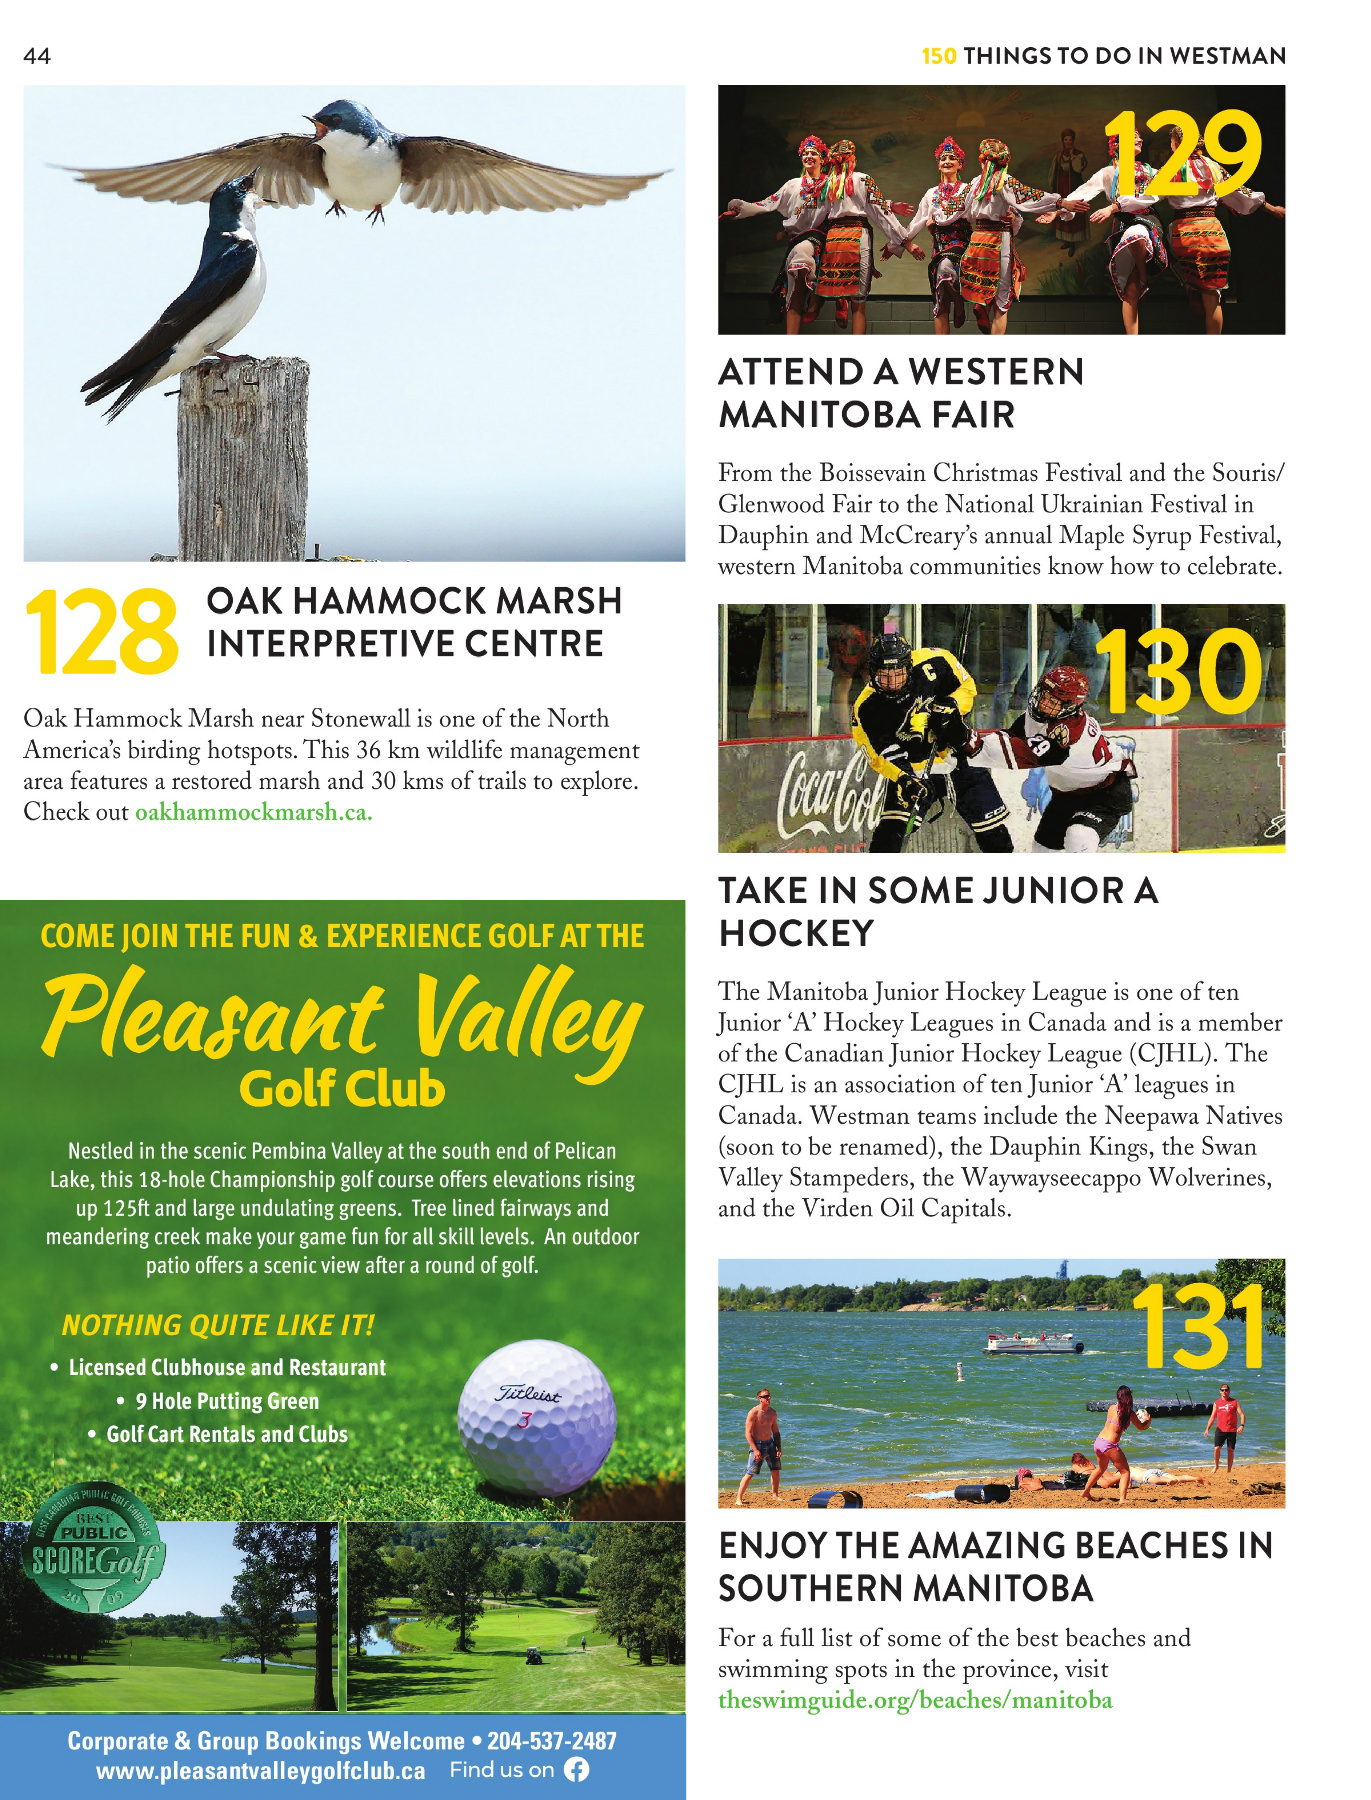 44
150 THINGS TO DO IN WESTMAN
128
OAK HAMMOCK MARSH
INTERPRETIVE CENTRE
Oak Hammock Marsh near Stonewall is one of the North
America's birding hotspots. This 36 km wildlife management
area features a restored marsh and 30 kms of trails to explore.
Check out oakhammockmarsh.ca.
COME JOIN THE FUN & EXPERIENCE GOLF AT THE
Pleasant Valley
Golf Club
Nestled in the scenic Pembina Valley at the south end of Pelican
Lake, this 18-hole Championship golf course offers elevations rising
up 125ft and large undulating greens. Tree lined fairways and
meandering creek make your game fun for all skill levels. An outdoor
patio offers a scenic view after a round of golf.
NOTHING QUITE LIKE IT!
• Licensed Clubhouse and Restaurant
• 9 Hole Putting Green
• Golf Cart Rentals and Clubs
Titleist
3
BEST CANADIAN PUBLIC GOLF COURSES
BEST
PUBLIC
SCOREGolf
2009
Corporate & Group Bookings Welcome • 204-537-2487
www.pleasantvalleygolfclub.ca Find us on
129
ATTEND A WESTERN
MANITOBA FAIR
From the Boissevain Christmas Festival and the Souris/
Glenwood Fair to the National Ukrainian Festival in
Dauphin and McCreary's annual Maple Syrup Festival,
western Manitoba communities know how to celebrate.
130
C
29
Coca-Col
CCM
TAKE IN SOME JUNIOR A
HOCKEY
The Manitoba Junior Hockey League is one of ten
Junior ‘A’ Hockey Leagues in Canada and is a member
of the Canadian Junior Hockey League (CJHL). The
CJHL is an association of ten Junior ‘A’ leagues in
Canada. Westman teams include the Neepawa Natives
(soon to be renamed), the Dauphin Kings, the Swan
Valley Stampeders, the Waywayseecappo Wolverines,
and the Virden Oil Capitals.
131
ENJOY THE AMAZING BEACHES IN
SOUTHERN MANITOBA
For a full list of some of the best beaches and
swimming spots in the province, visit
theswimguide.org/beaches/manitoba